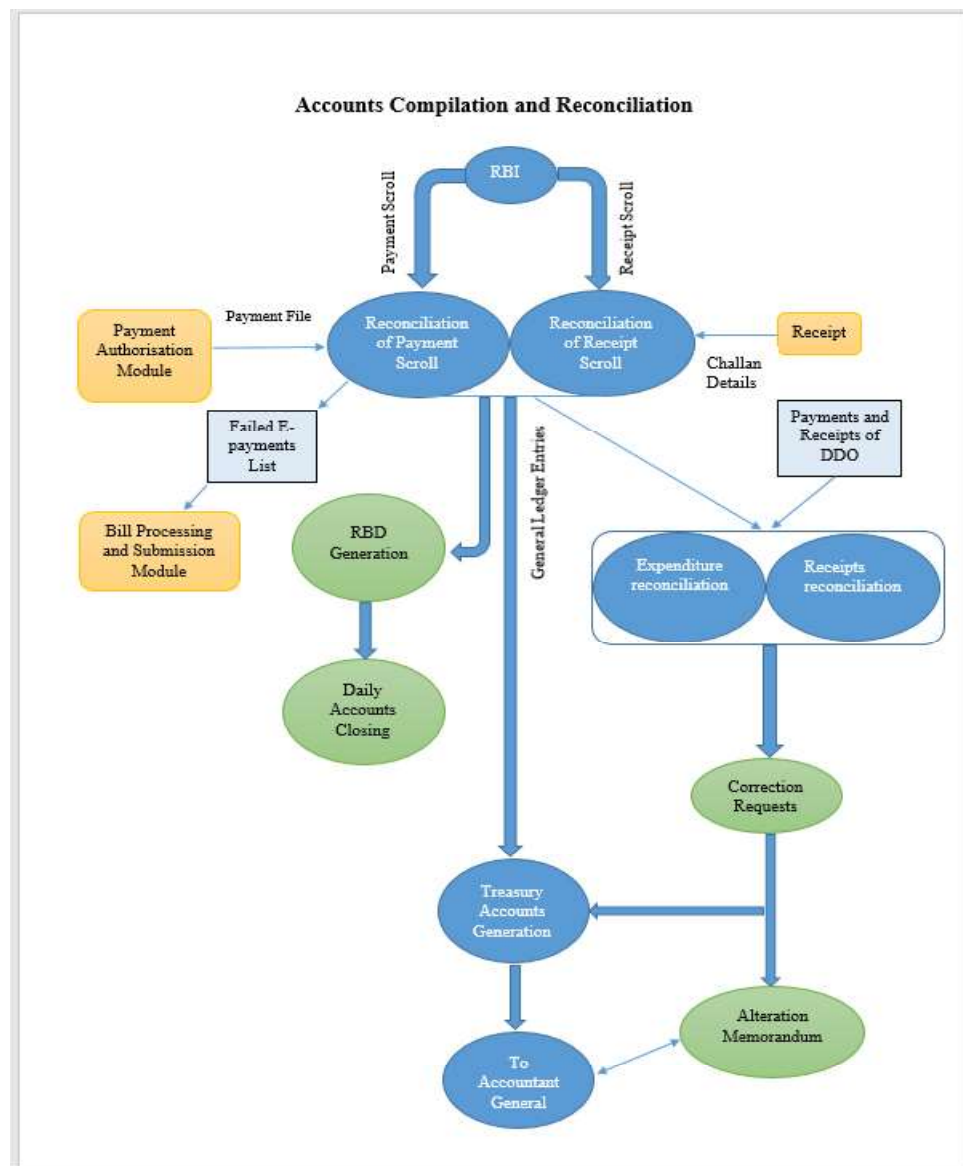 Accounts Compilation and Reconciliation
RBI
Payment Scroll
Receipt Scroll
Payment File
Payment
Authorisation
Module
Reconciliation
of Payment
Scroll
Reconciliation
of Receipt
Scroll
Receipt
Challan
Details
Failed E-
payments
List
Payments and
Receipts of
DDO
General Ledger Entries
Bill Processing
and Submission
Module
RBD
Generation
Expenditure
reconciliation
Receipts
reconciliation
Daily
Accounts
Closing
Correction
Requests
Treasury
Accounts
Generation
Alteration
Memorandum
To
Accountant
General